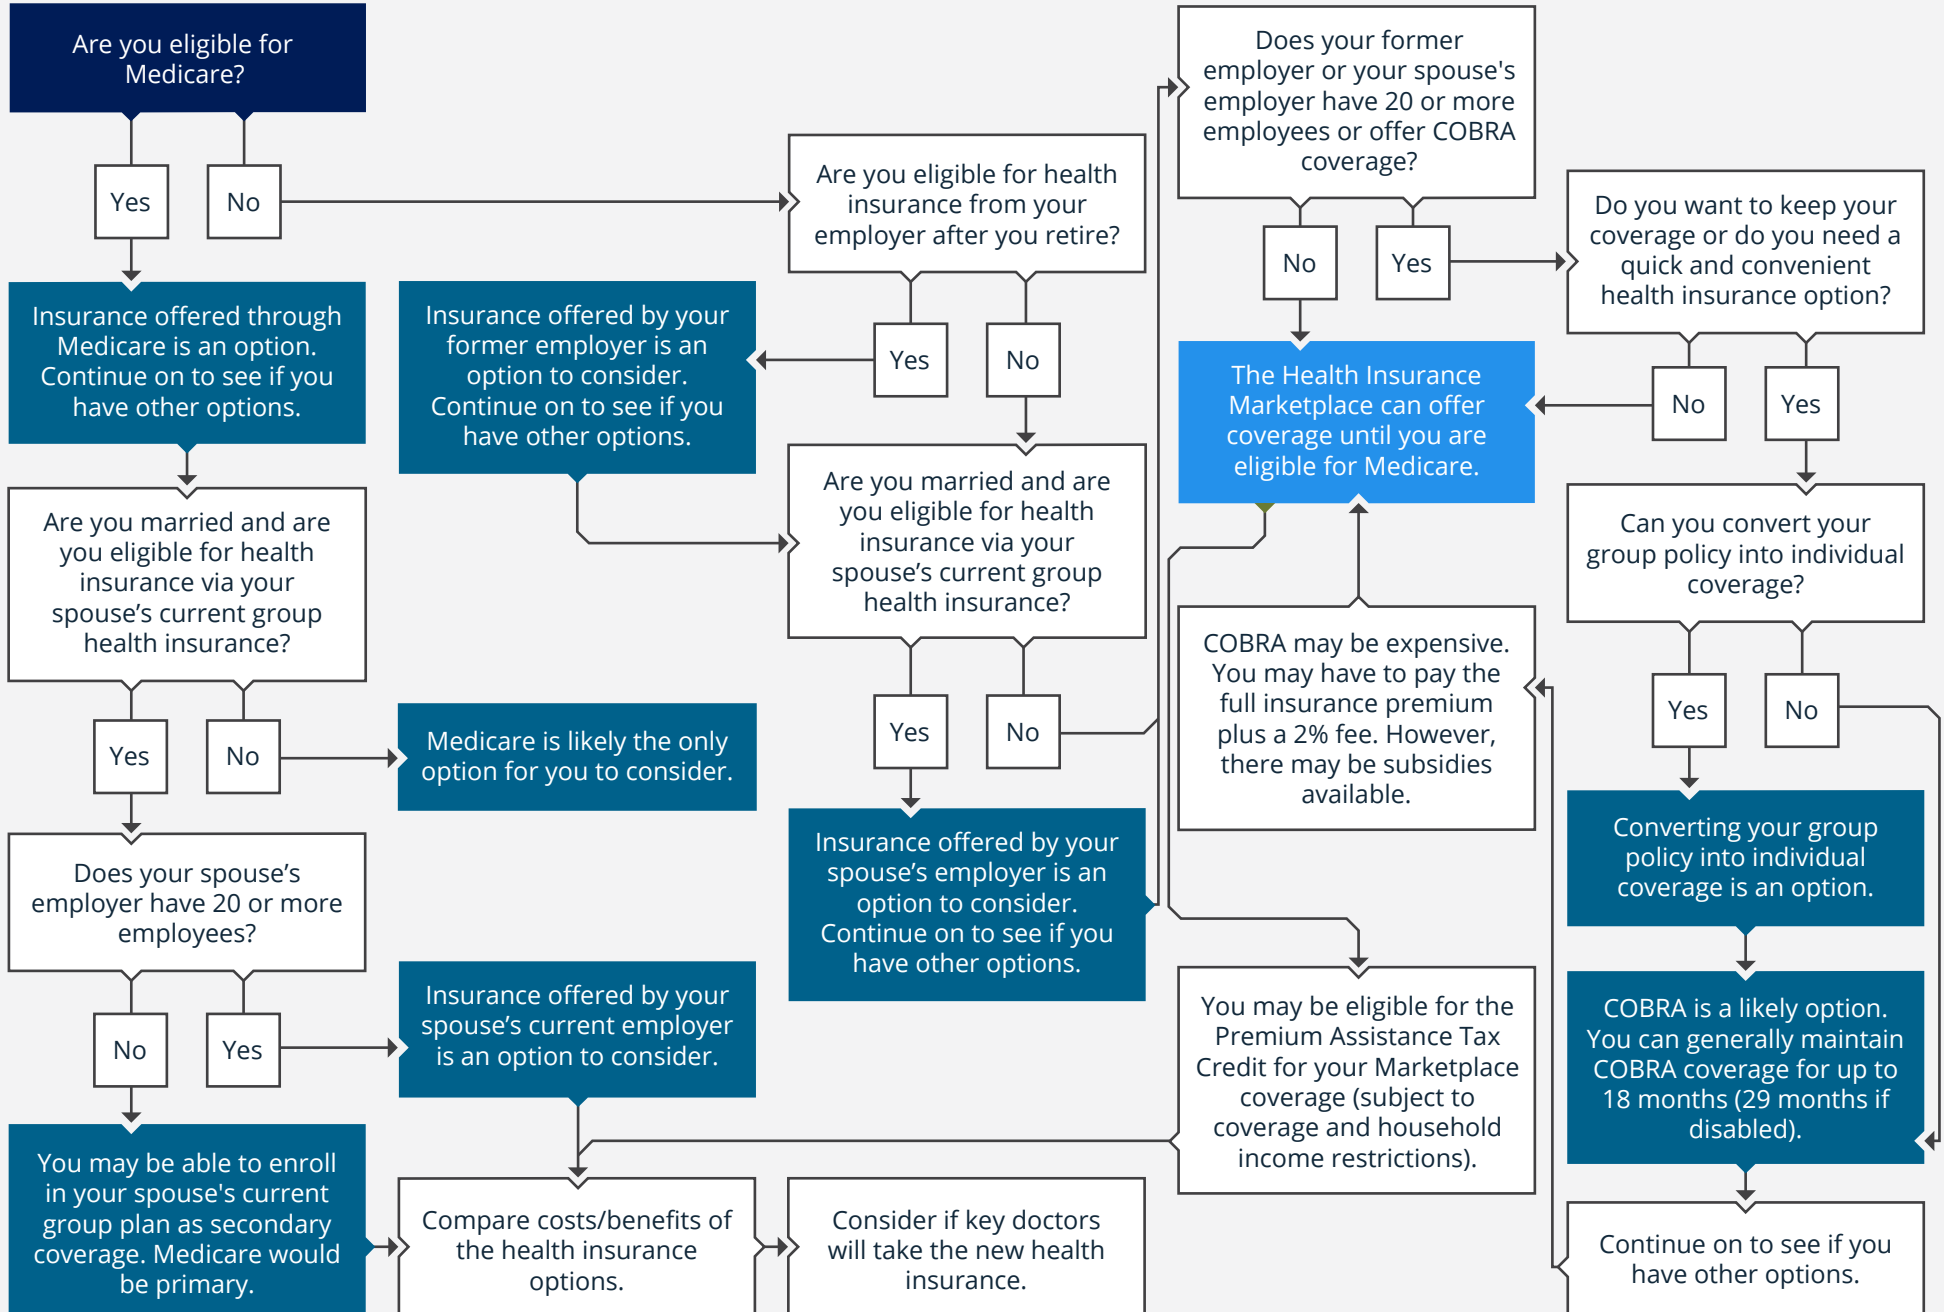 Are you eligible for
Medicare?
Yes
No
Insurance offered through
Medicare is an option.
Continue on to see if you
have other options.
Are you married and are
you eligible for health
insurance via your
spouse’s current group
health insurance?
Yes
No
Medicare is likely the only
option for you to consider.
Does your spouse’s
employer have 20 or more
employees?
No
Yes
Insurance offered by your
spouse’s current employer
is an option to consider.
You may be able to enroll
in your spouse's current
group plan as secondary
coverage. Medicare would
be primary.
Compare costs/benefits of
the health insurance
options.
Consider if key doctors
will take the new health
insurance.
Are you eligible for health
insurance from your
employer after you retire?
Yes
No
Insurance offered by your
former employer is an
option to consider.
Continue on to see if you
have other options.
Are you married and are
you eligible for health
insurance via your
spouse’s current group
health insurance?
Yes
No
Insurance offered by your
spouse’s employer is an
option to consider.
Continue on to see if you
have other options.
Does your former
employer or your spouse's
employer have 20 or more
employees or offer COBRA
coverage?
No
Yes
The Health Insurance
Marketplace can offer
coverage until you are
eligible for Medicare.
COBRA may be expensive.
You may have to pay the
full insurance premium
plus a 2% fee. However,
there may be subsidies
available.
You may be eligible for the
Premium Assistance Tax
Credit for your Marketplace
coverage (subject to
coverage and household
income restrictions).
Do you want to keep your
coverage or do you need a
quick and convenient
health insurance option?
No
Yes
Can you convert your
group policy into individual
coverage?
Yes
No
Converting your group
policy into individual
coverage is an option.
COBRA is a likely option.
You can generally maintain
COBRA coverage for up to
18 months (29 months if
disabled).
Continue on to see if you
have other options.